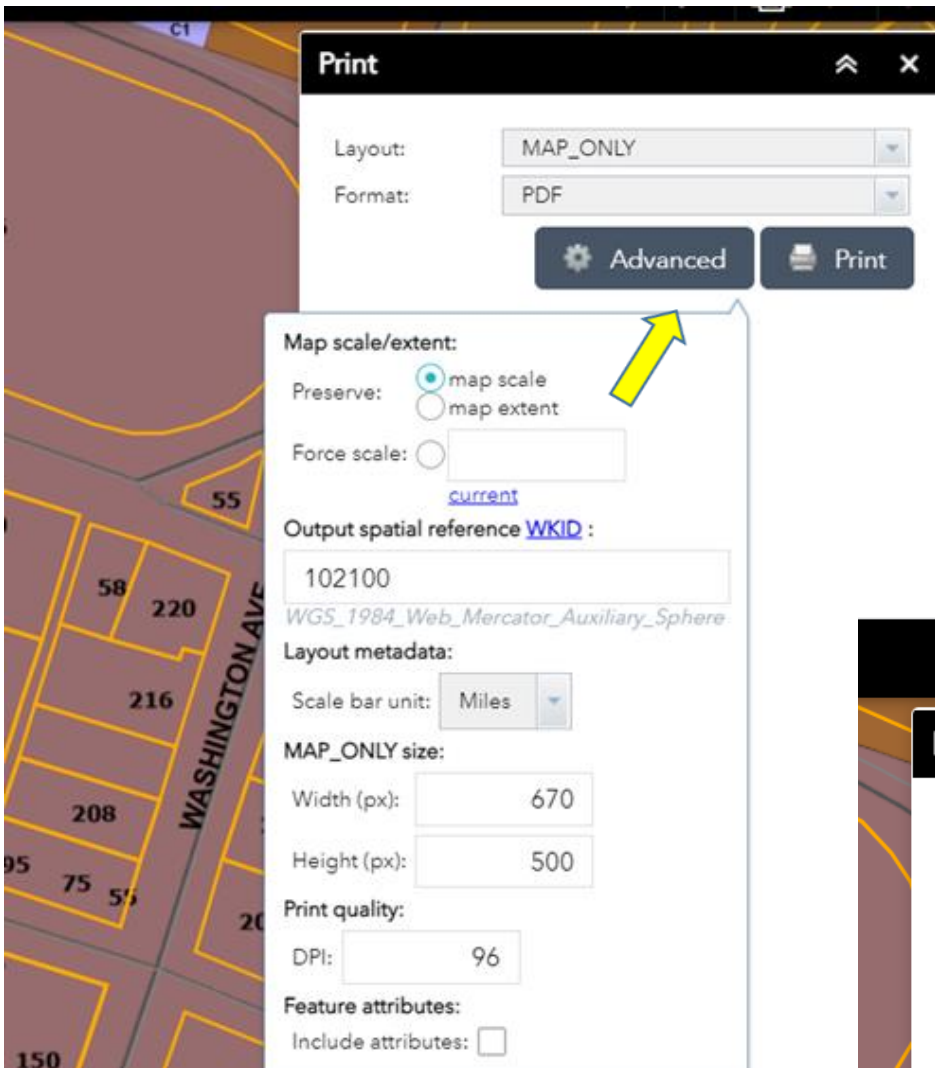 C1
Print
Layout: MAP_ONLY
Format: PDF
Advanced Print
Map scale/extent:
Preserve: map scale
map extent
Force scale:
current
Output spatial reference WKID :
102100
WGS_1984_Web_Mercator_Auxiliary_Sphere
Layout metadata:
Scale bar unit: Miles
MAP_ONLY size:
Width (px): 670
Height (px): 500
Print quality:
DPI: 96
Feature attributes:
Include attributes:
55
58
220
216
WASHINGTON AVE
208
95
75
55
20
150